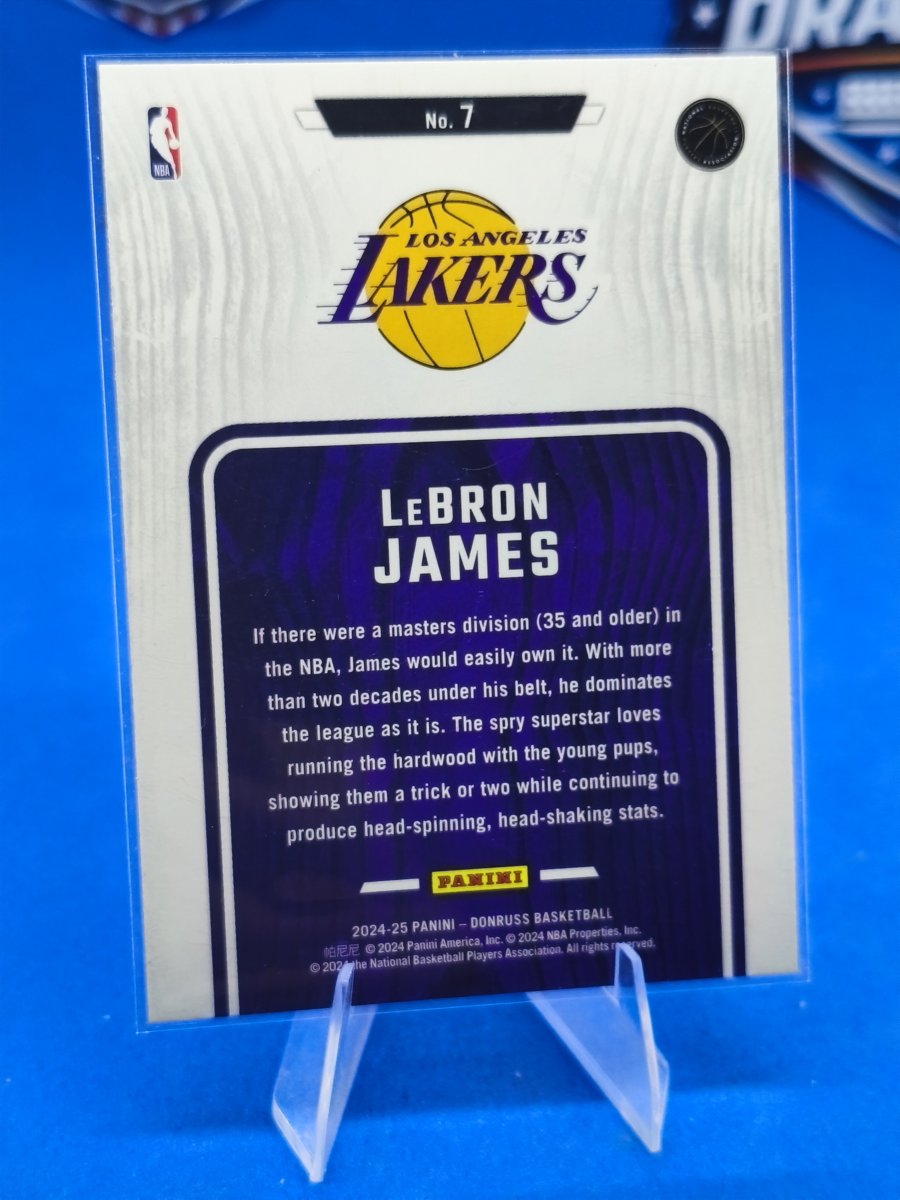 DRA
No. 7
NBA
NATIONAL BASKETBALL
ASSOCIATION
LOS ANGELES
LAKERS
LeBRON
JAMES
If there were a masters division (35 and older) in
the NBA, James would easily own it. With more
than two decades under his belt, he dominates
the league as it is. The spry superstar loves
running the hardwood with the young pups,
showing them a trick or two while continuing to
produce head-spinning, head-shaking stats.
PANINI
2024-25 PANINI – DONRUSS BASKETBALL
帕尼尼 © 2024 Panini America, Inc. © 2024 NBA Properties, Inc.
the National Basketball Players Association. All rights reserved.